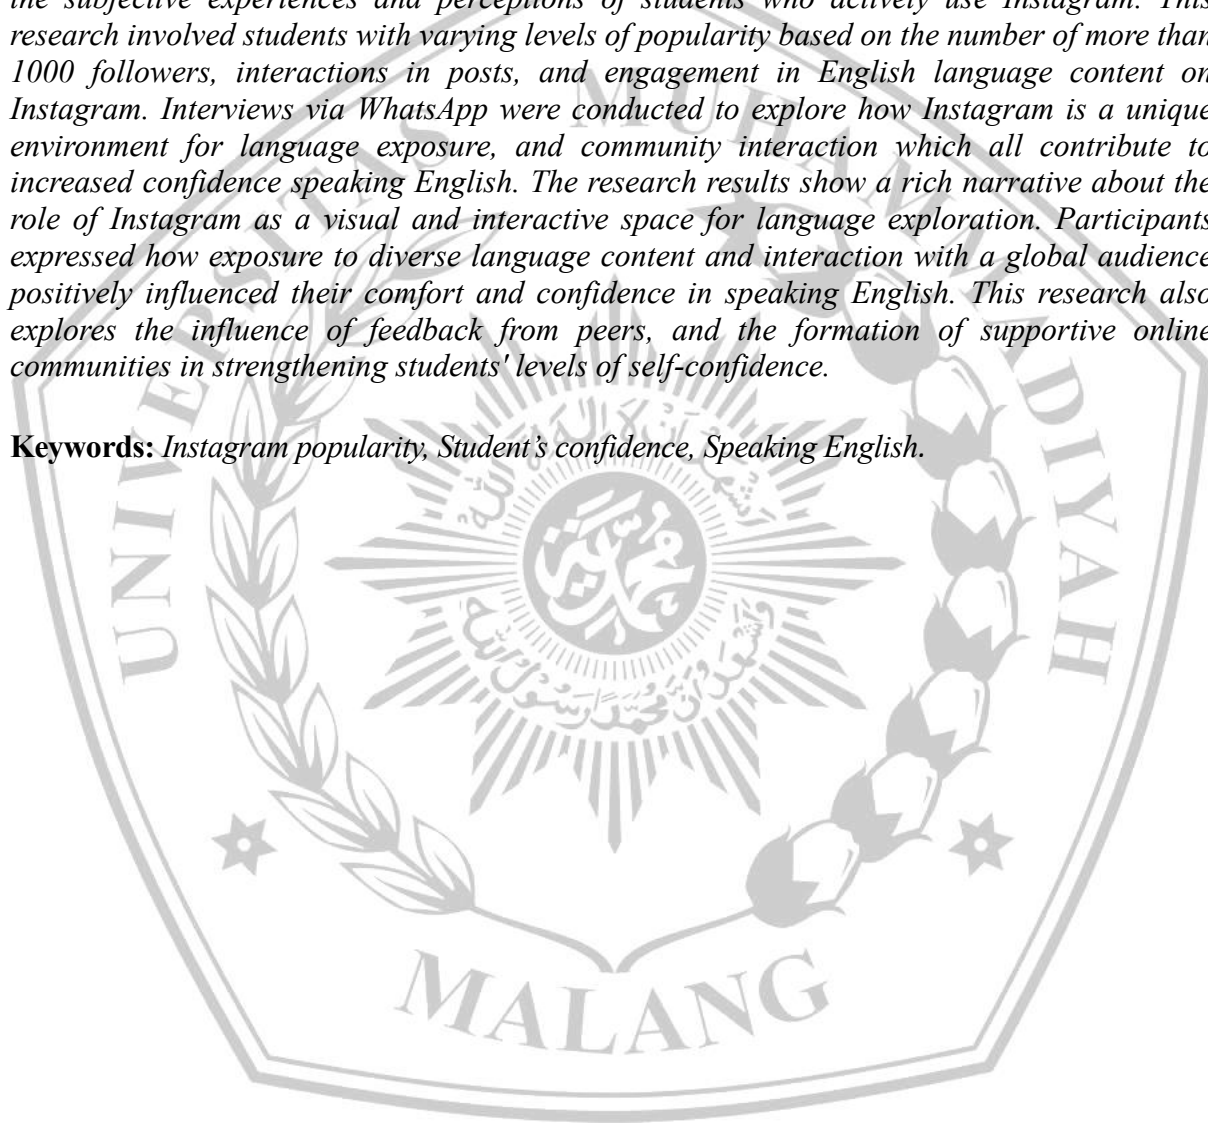 the subjective experiences and perceptions of students who actively use Instagram. This
research involved students with varying levels of popularity based on the number of more than
1000 followers, interactions in posts, and engagement in English language content on
Instagram. Interviews via WhatsApp were conducted to explore how Instagram is a unique
environment for language exposure, and community interaction which all contribute to
increased confidence speaking English. The research results show a rich narrative about the
role of Instagram as a visual and interactive space for language exploration. Participants
expressed how exposure to diverse language content and interaction with a global audience
positively influenced their comfort and confidence in speaking English. This research also
explores the influence of feedback from peers, and the formation of supportive online
communities in strengthening students' levels of self-confidence.
Keywords: Instagram popularity, Student’s confidence, Speaking English.
UNIVERSITAS MUHAMMADIYAH
MALANG